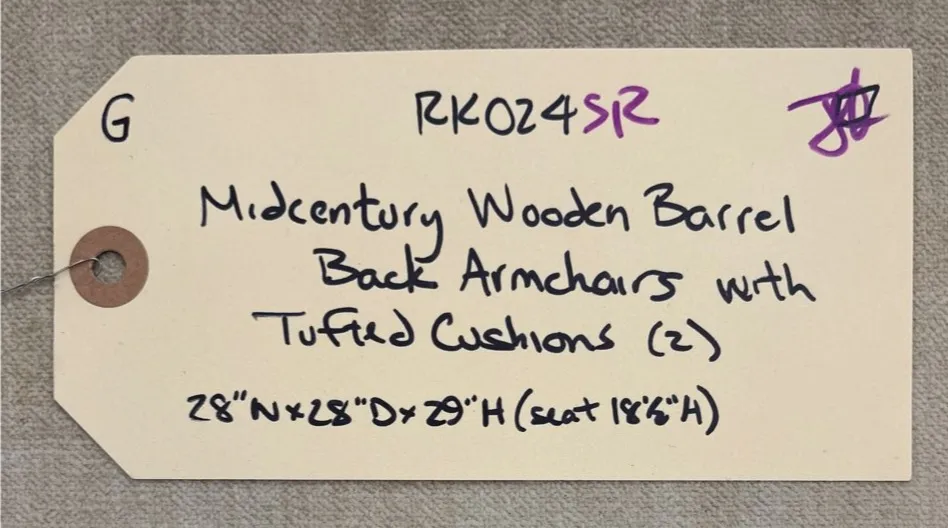 G RK024SR
Midcentury Wooden Barrel
Back Armchairs with
Tufted Cushions (2)
28"W x 28"D x 29"H (seat 18½"H)